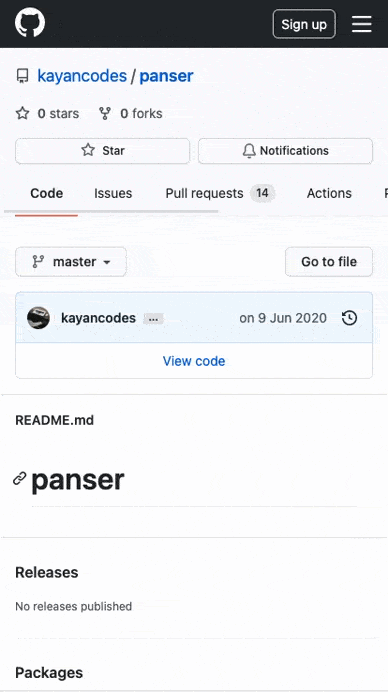 Sign up
kayancodes / panser
0 stars 0 forks
Star Notifications
Code Issues Pull requests 14 Actions
master Go to file
kayancodes ... on 9 Jun 2020
View code
README.md
panser
Releases
No releases published
Packages